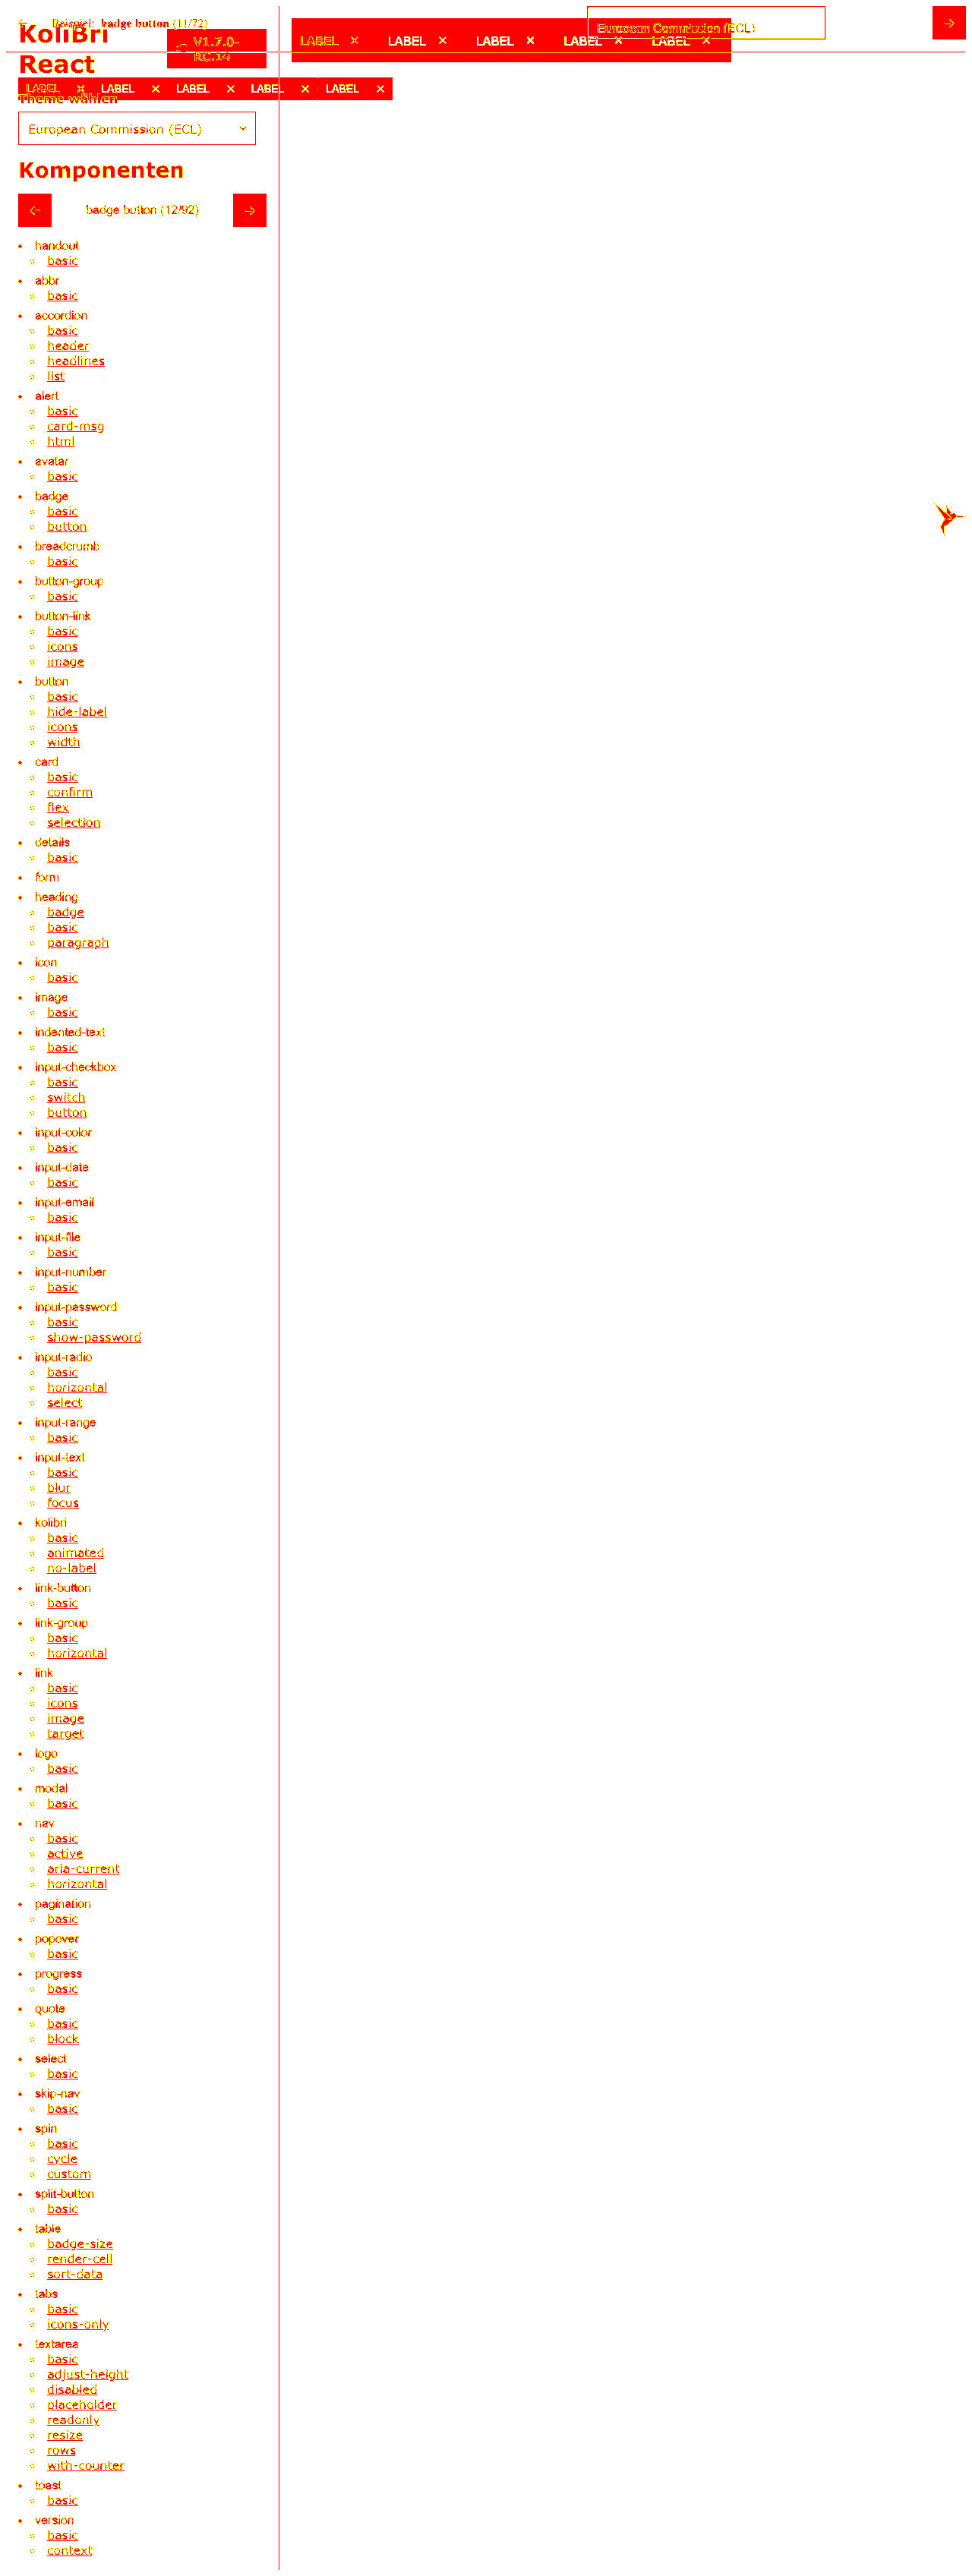 ← Beispiel: badge button (11/72)
European Commission (ECL)
→
KoliBri
React
V1.7.0-
RC.14
LABEL × LABEL × LABEL × LABEL × LABEL ×
LABEL × LABEL × LABEL × LABEL × LABEL ×
Theme wählen
European Commission (ECL)
Komponenten
← badge button (12/92) →
handout
basic
abbr
basic
accordion
basic
header
headlines
list
alert
basic
card-msg
html
avatar
basic
badge
basic
button
breadcrumb
basic
button-group
basic
button-link
basic
icons
image
button
basic
hide-label
icons
width
card
basic
confirm
flex
selection
details
basic
form
heading
badge
basic
paragraph
icon
basic
image
basic
indented-text
basic
input-checkbox
basic
switch
button
input-color
basic
input-date
basic
input-email
basic
input-file
basic
input-number
basic
input-password
basic
show-password
input-radio
basic
horizontal
select
input-range
basic
input-text
basic
blur
focus
kolibri
basic
animated
no-label
link-button
basic
link-group
basic
horizontal
link
basic
icons
image
target
logo
basic
modal
basic
nav
basic
active
aria-current
horizontal
pagination
basic
popover
basic
progress
basic
quote
basic
block
select
basic
skip-nav
basic
spin
basic
cycle
custom
split-button
basic
table
badge-size
render-cell
sort-data
tabs
basic
icons-only
textarea
basic
adjust-height
disabled
placeholder
readonly
resize
rows
with-counter
toast
basic
version
basic
context